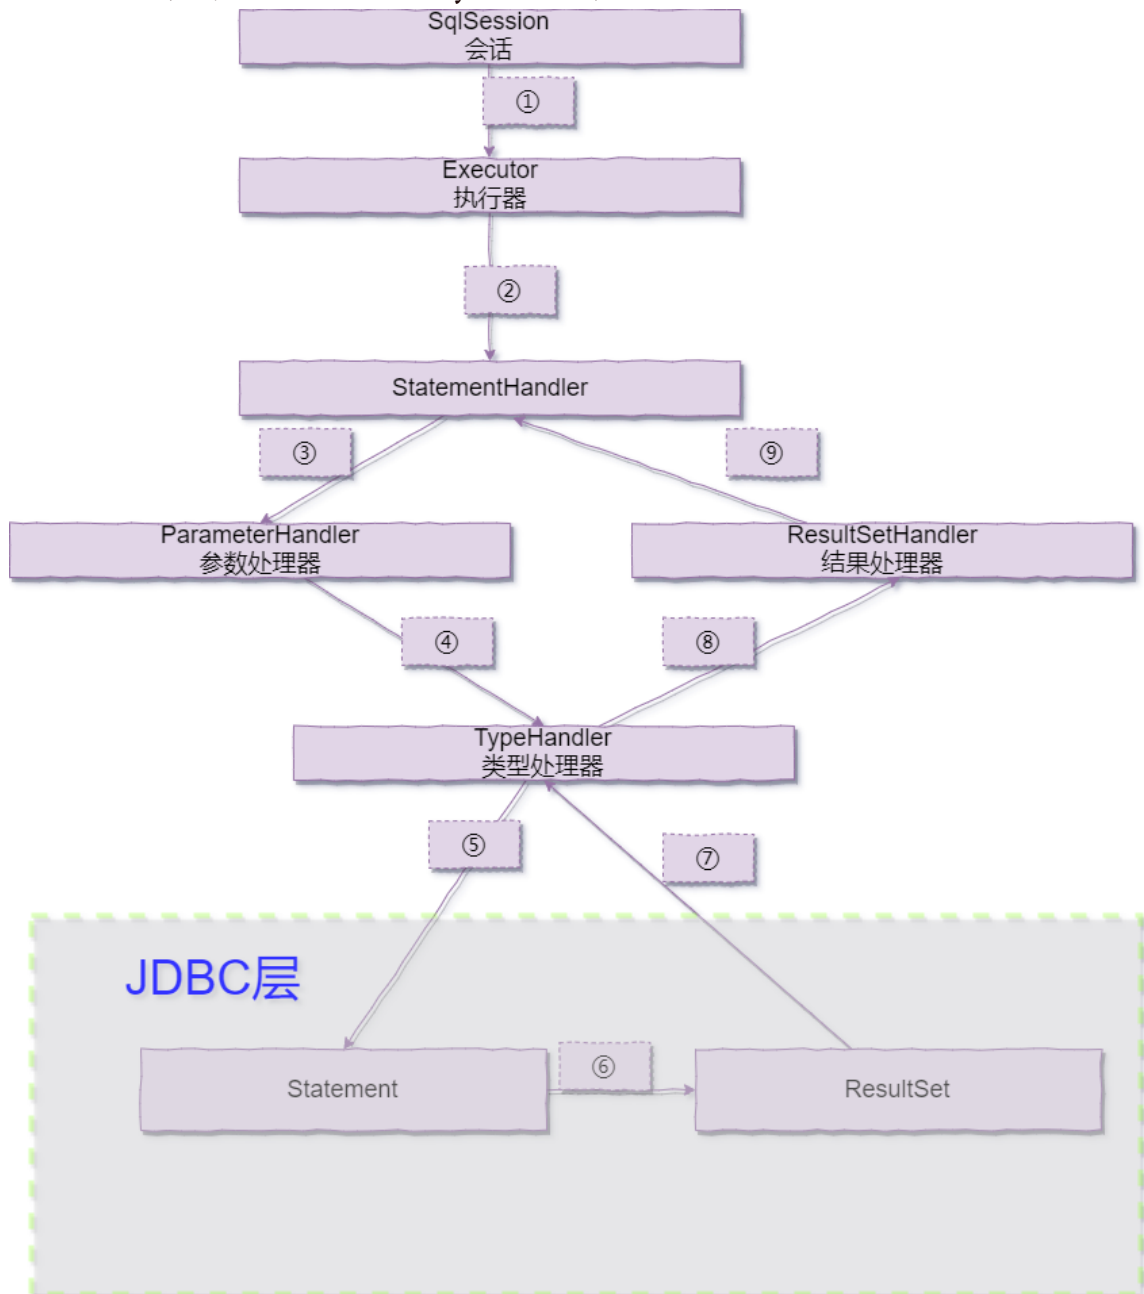 SqlSession
会话
①
Executor
执行器
②
StatementHandler
③
⑨
ParameterHandler
参数处理器
ResultSetHandler
结果处理器
④
⑧
TypeHandler
类型处理器
⑤
⑦
JDBC层
⑥
Statement
ResultSet